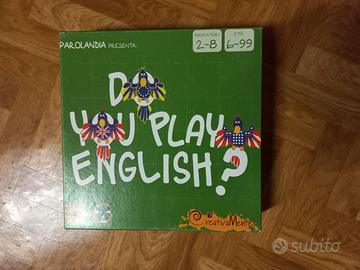 PAROLANDIA PRESENTA:
GIOCATORI
2-8
ETÀ
6-99
DO
YOU PLAY
ENGLISH?
CreativaMente
subito